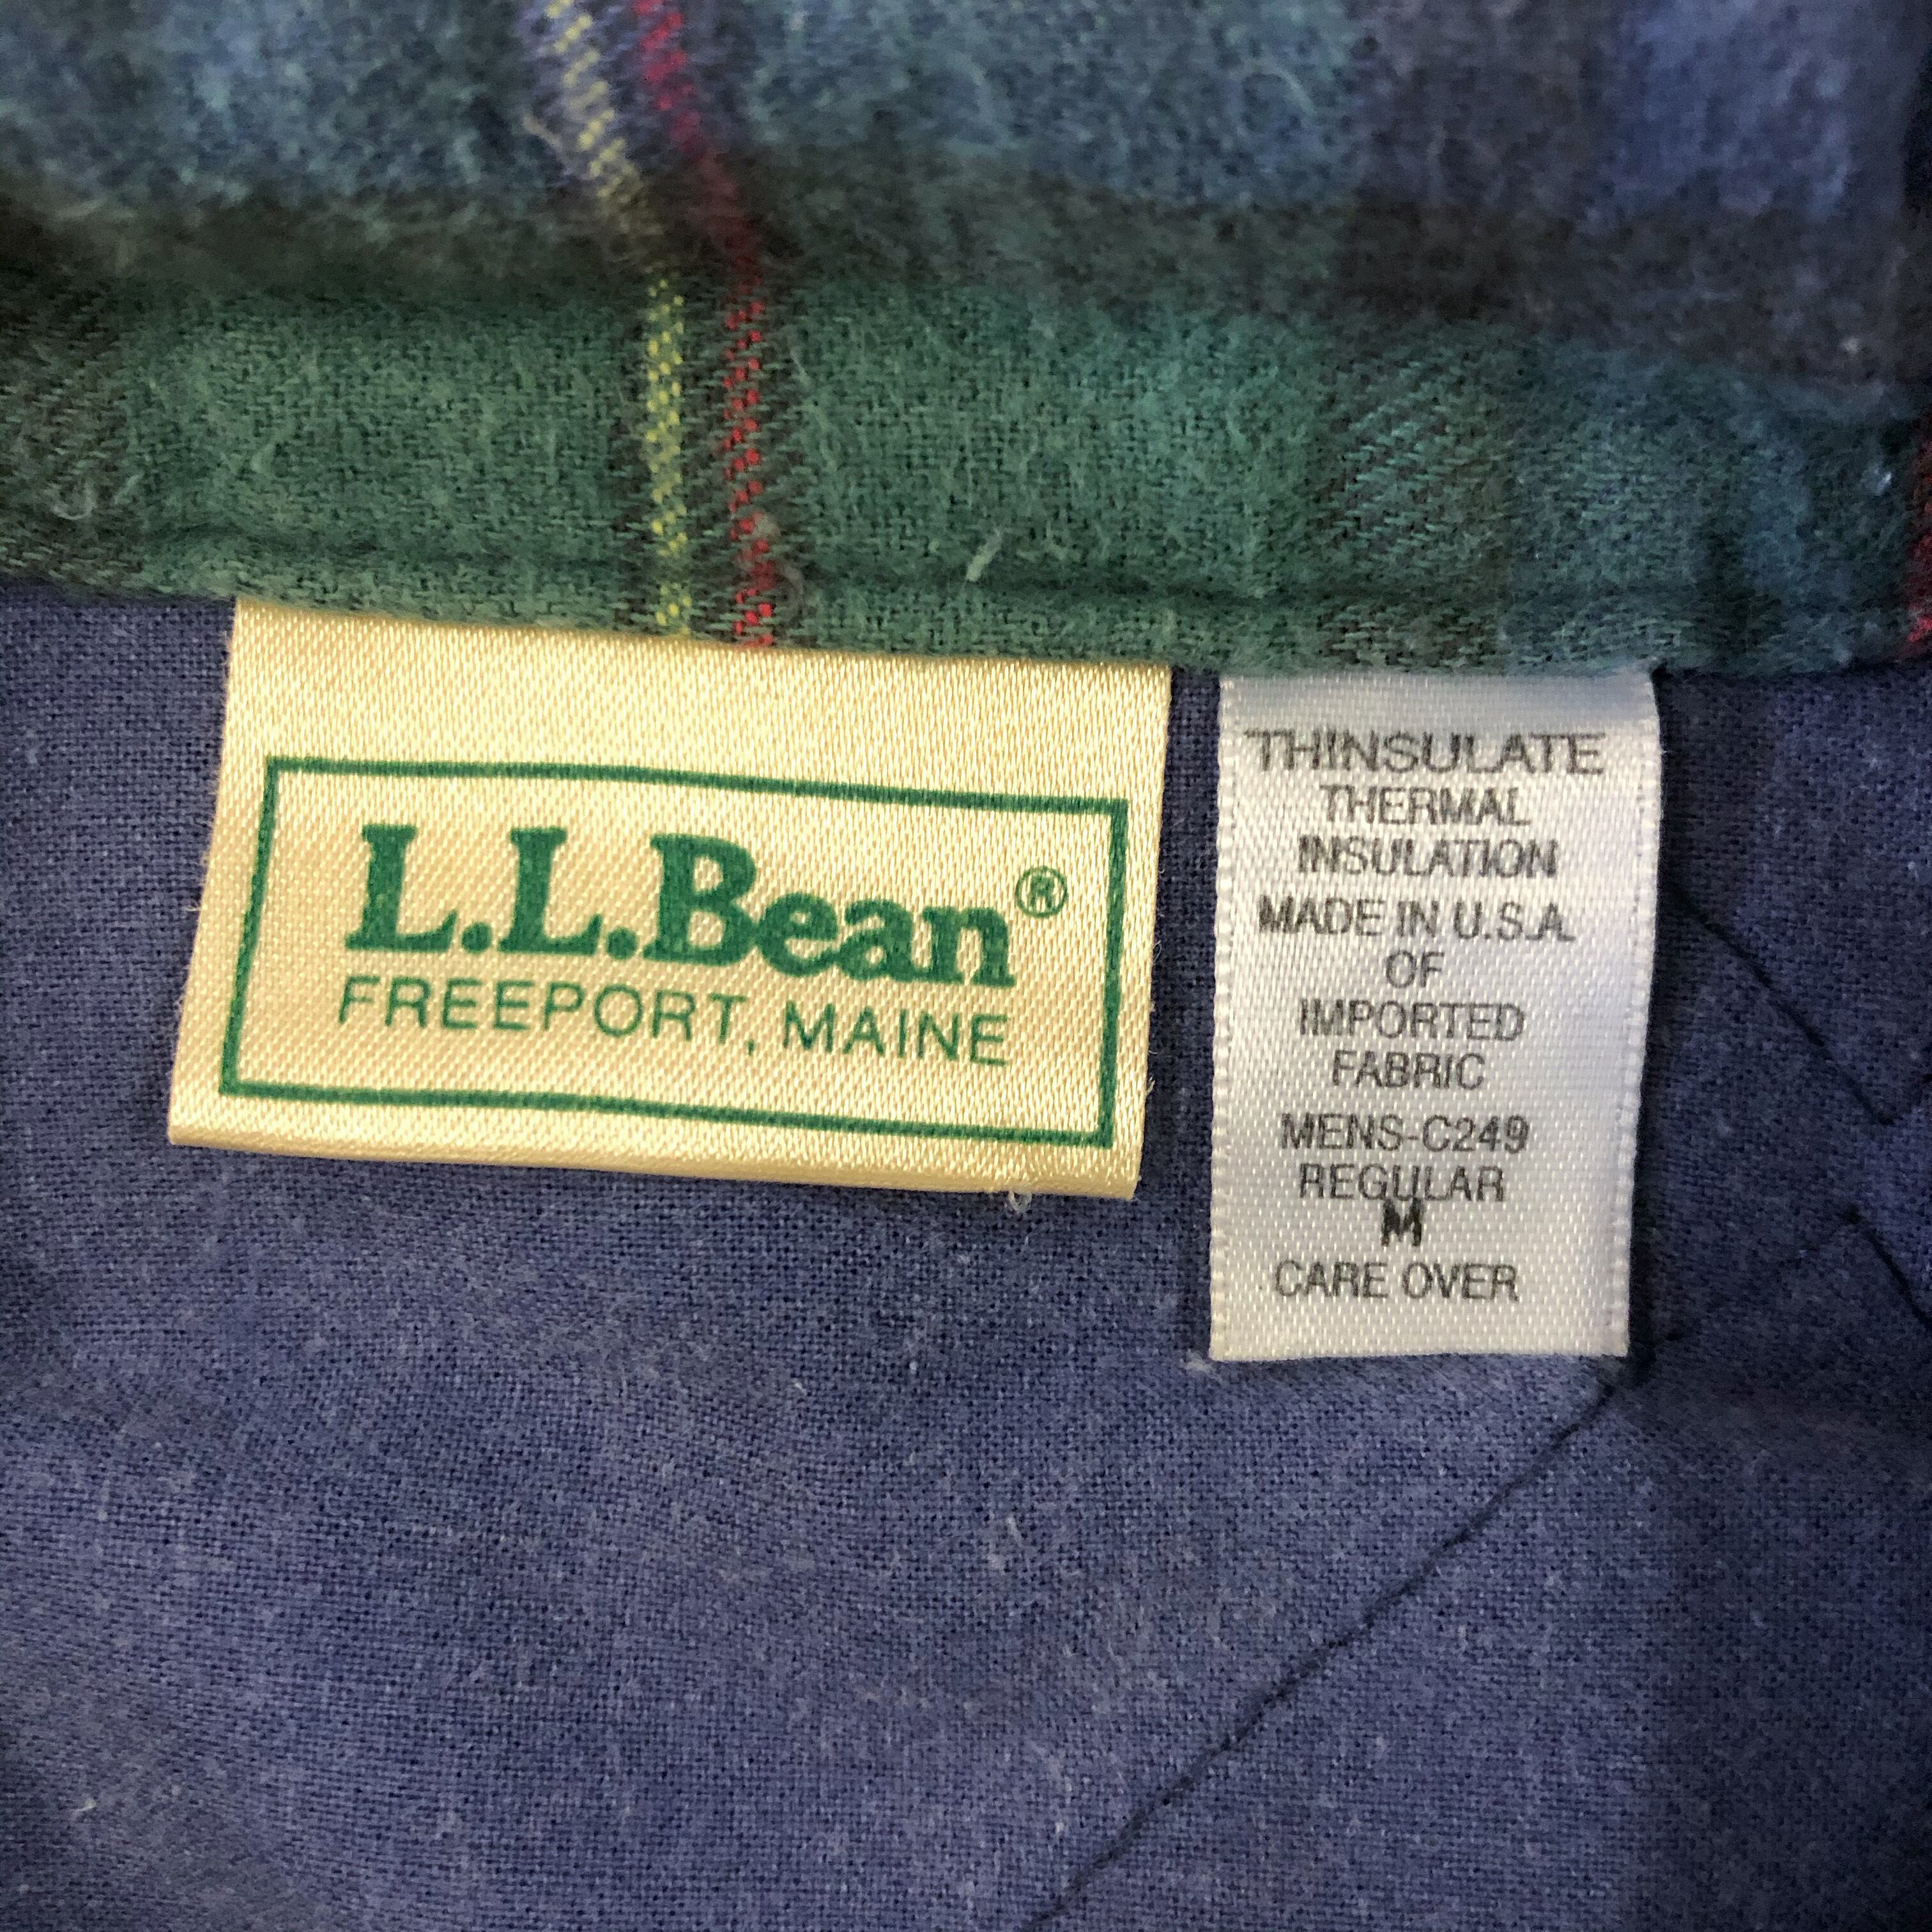 L.L.Bean®
FREEPORT, MAINE
THINSULATE
THERMAL
INSULATION
MADE IN U.S.A.
OF
IMPORTED
FABRIC
MENS-C249
REGULAR
M
CARE OVER